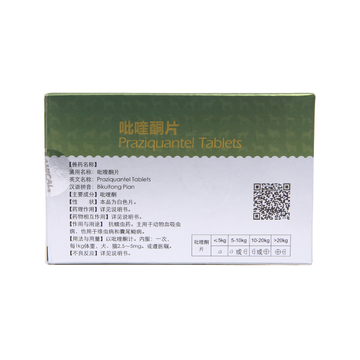 吡喹酮片
Praziquantel Tablets
【兽药名称】
通用名称：吡喹酮片
英文名称：Praziquantel Tablets
汉语拼音：Bikuitong Pian
【主要成分】吡喹酮
【性　状】本品为白色片。
【药理作用】详见说明书。
【药物相互作用】详见说明书。
【作用与用途】抗蠕虫药。主用于动物血吸虫
病，也用于绦虫病和囊尾蚴病。
【用法与用量】以吡喹酮计。内服：一次，
每1kg体重，犬、猫2.5～5mg。或遵医嘱。
【不良反应】详见说明书。
吡喹酮片 ≤5kg 5-10kg 10-20kg >20kg
或 或